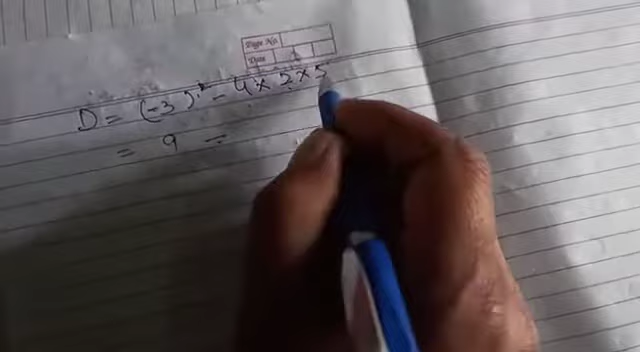 Page No
Date
D = (-3)² - 4 × 2 × 5
= 9 -